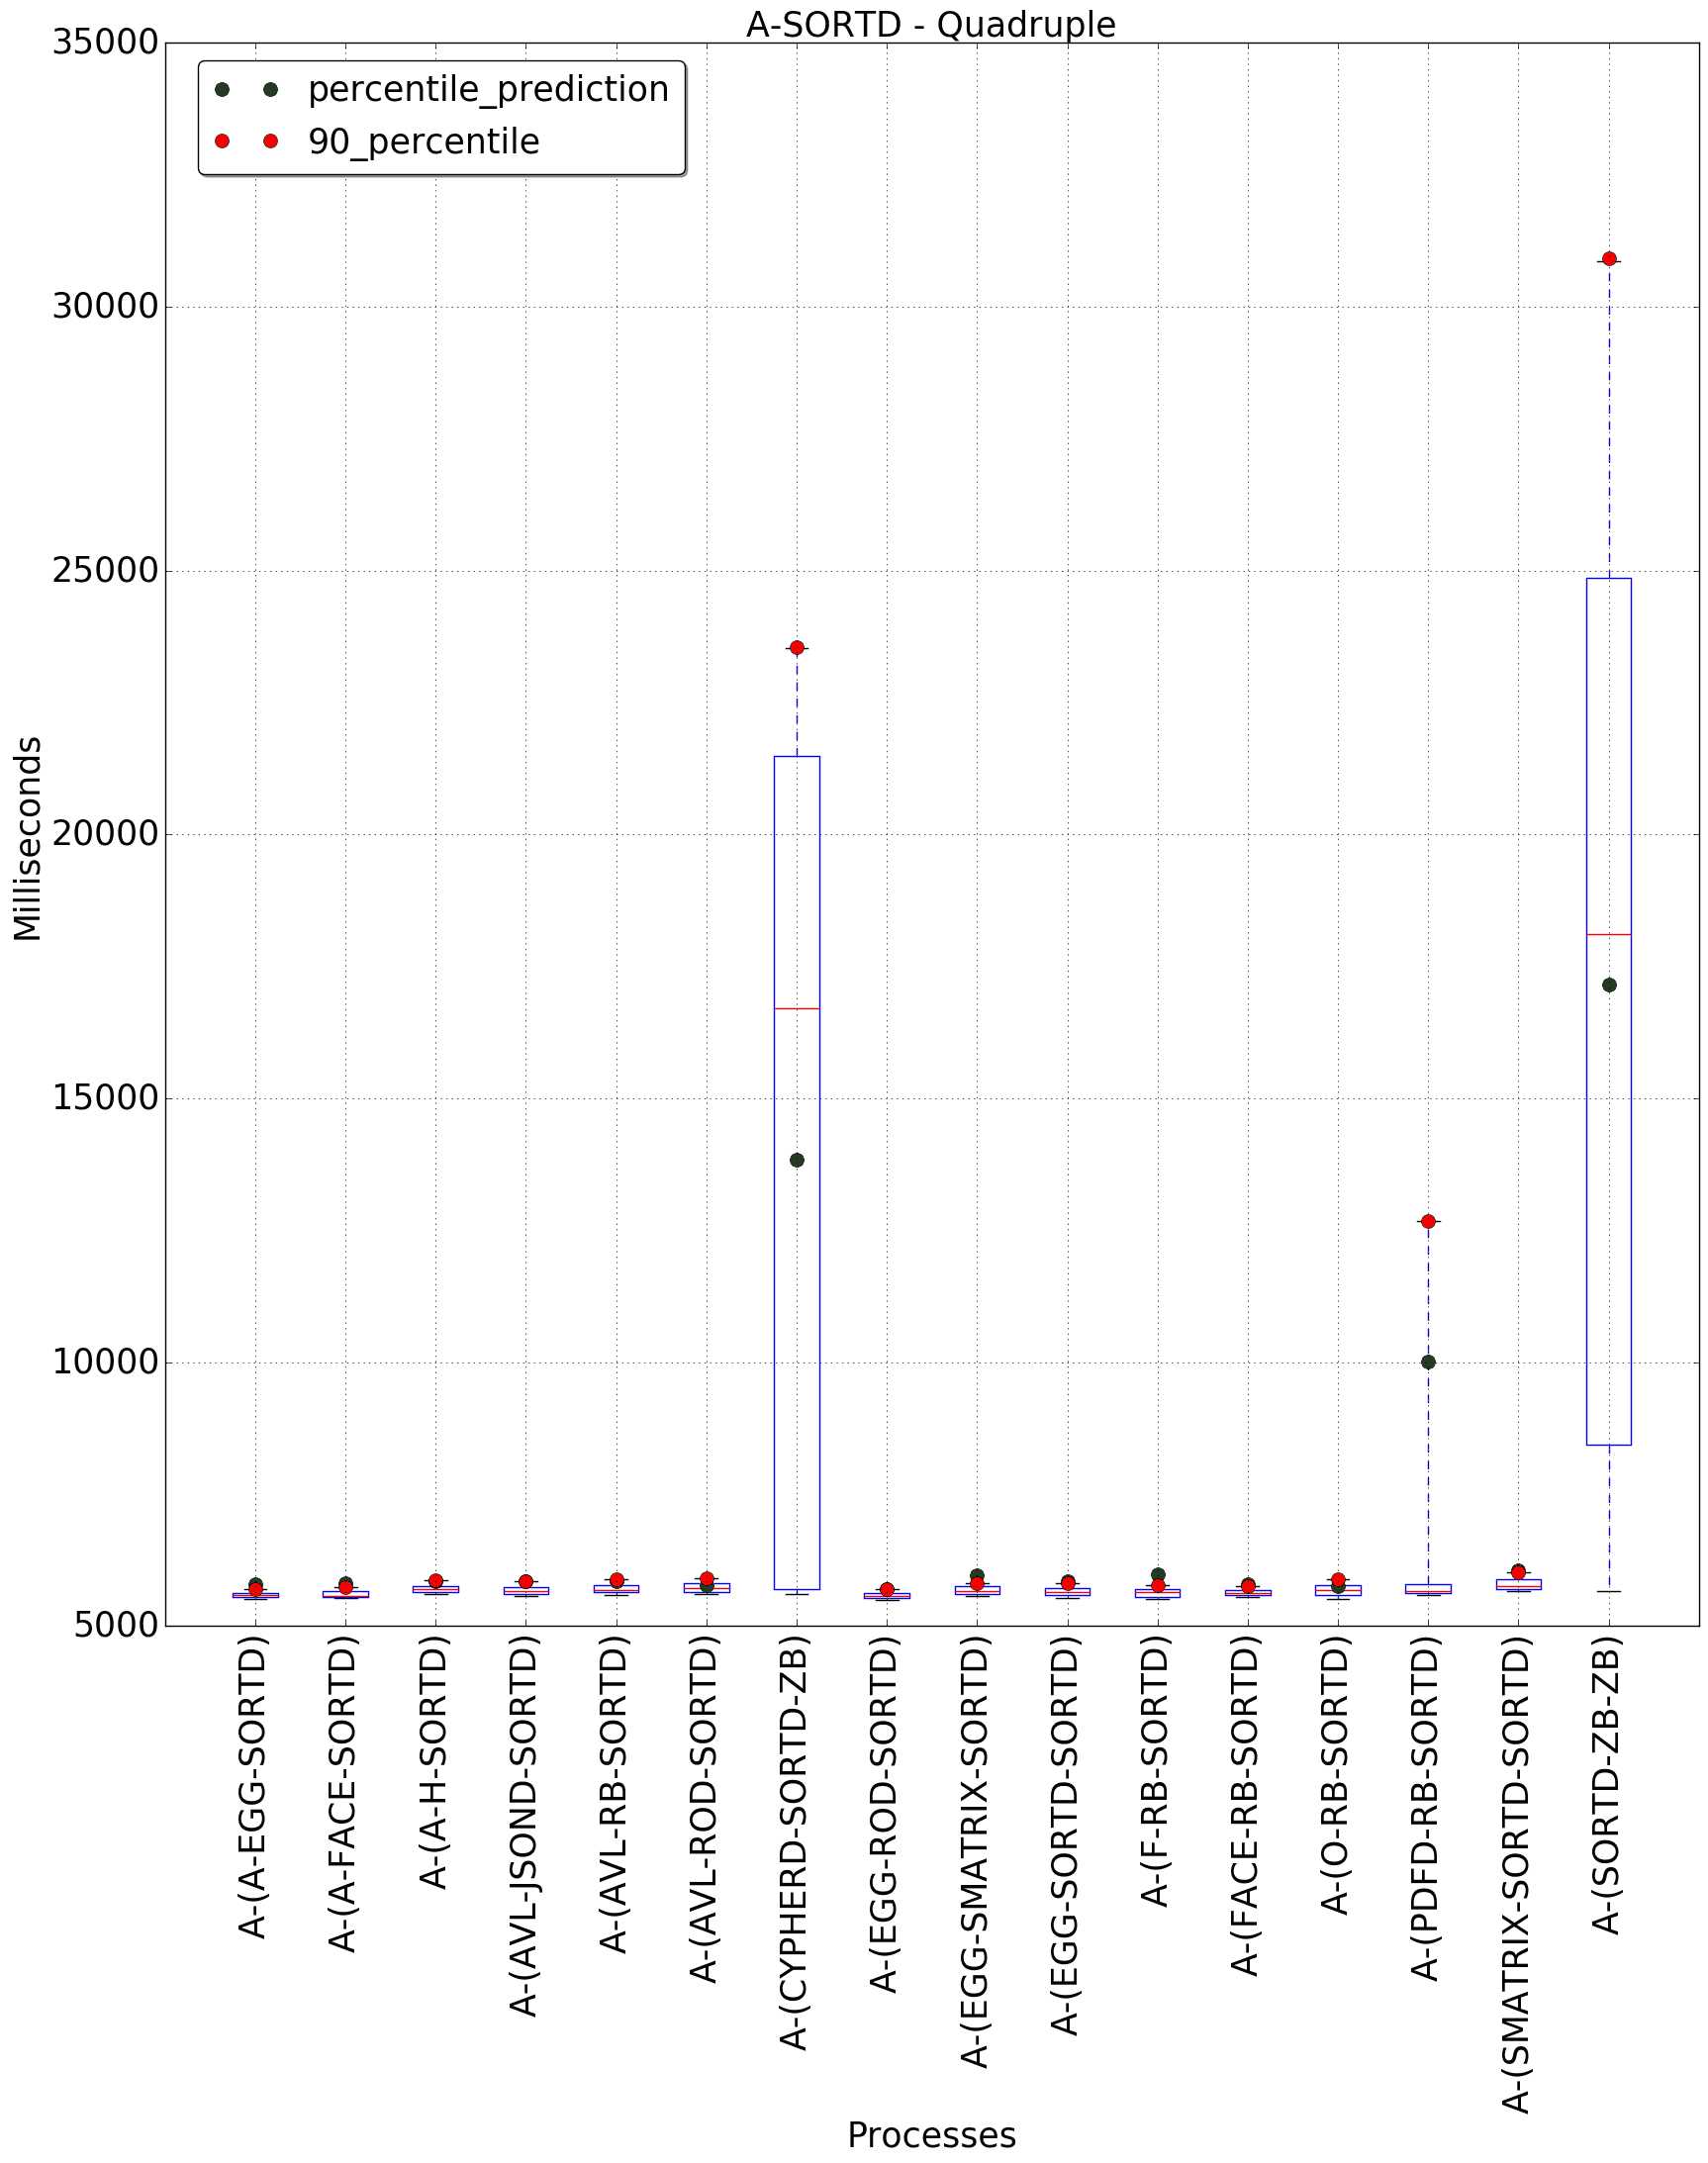 A-SORTD - Quadruple
percentile_prediction
90_percentile
35000
30000
25000
20000
15000
10000
5000
Milliseconds
A-(A-EGG-SORTD)
A-(A-FACE-SORTD)
A-(A-H-SORTD)
A-(AVL-JSOND-SORTD)
A-(AVL-RB-SORTD)
A-(AVL-ROD-SORTD)
A-(CYPHERD-SORTD-ZB)
A-(EGG-ROD-SORTD)
A-(EGG-SMATRIX-SORTD)
A-(EGG-SORTD-SORTD)
A-(F-RB-SORTD)
A-(FACE-RB-SORTD)
A-(O-RB-SORTD)
A-(PDFD-RB-SORTD)
A-(SMATRIX-SORTD-SORTD)
A-(SORTD-ZB-ZB)
Processes